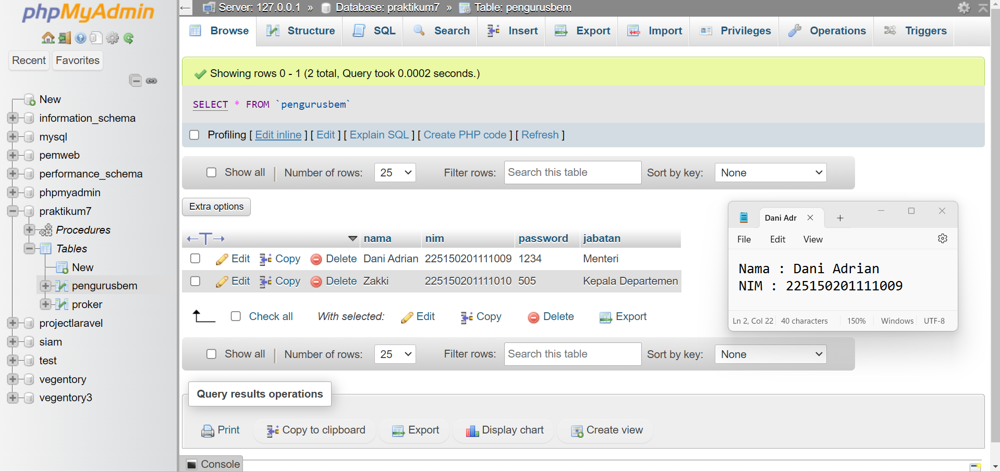 phpMyAdmin
Recent Favorites
New
information_schema
mysql
pemweb
performance_schema
phpmyadmin
praktikum7
Procedures
Tables
New
pengurusbem
proker
projectlaravel
siam
test
vegentory
vegentory3
Server: 127.0.0.1 » Database: praktikum7 » Table: pengurusbem
Browse Structure SQL Search Insert Export Import Privileges Operations Triggers
Showing rows 0 - 1 (2 total, Query took 0.0002 seconds.)
SELECT * FROM `pengurusbem`
Profiling [ Edit inline ] [ Edit ] [ Explain SQL ] [ Create PHP code ] [ Refresh ]
Show all Number of rows: 25 Filter rows: Search this table Sort by key: None
Extra options
nama nim password jabatan
Edit Copy Delete Dani Adrian 225150201111009 1234 Menteri
Edit Copy Delete Zakki 225150201111010 505 Kepala Departemen
Check all With selected: Edit Copy Delete Export
Show all Number of rows: 25 Filter rows: Search this table Sort by key: None
Query results operations
Print Copy to clipboard Export Display chart Create view
Console
Dani Adr
File Edit View
Nama : Dani Adrian
NIM : 225150201111009
Ln 2, Col 22 40 characters 150% Windows UTF-8